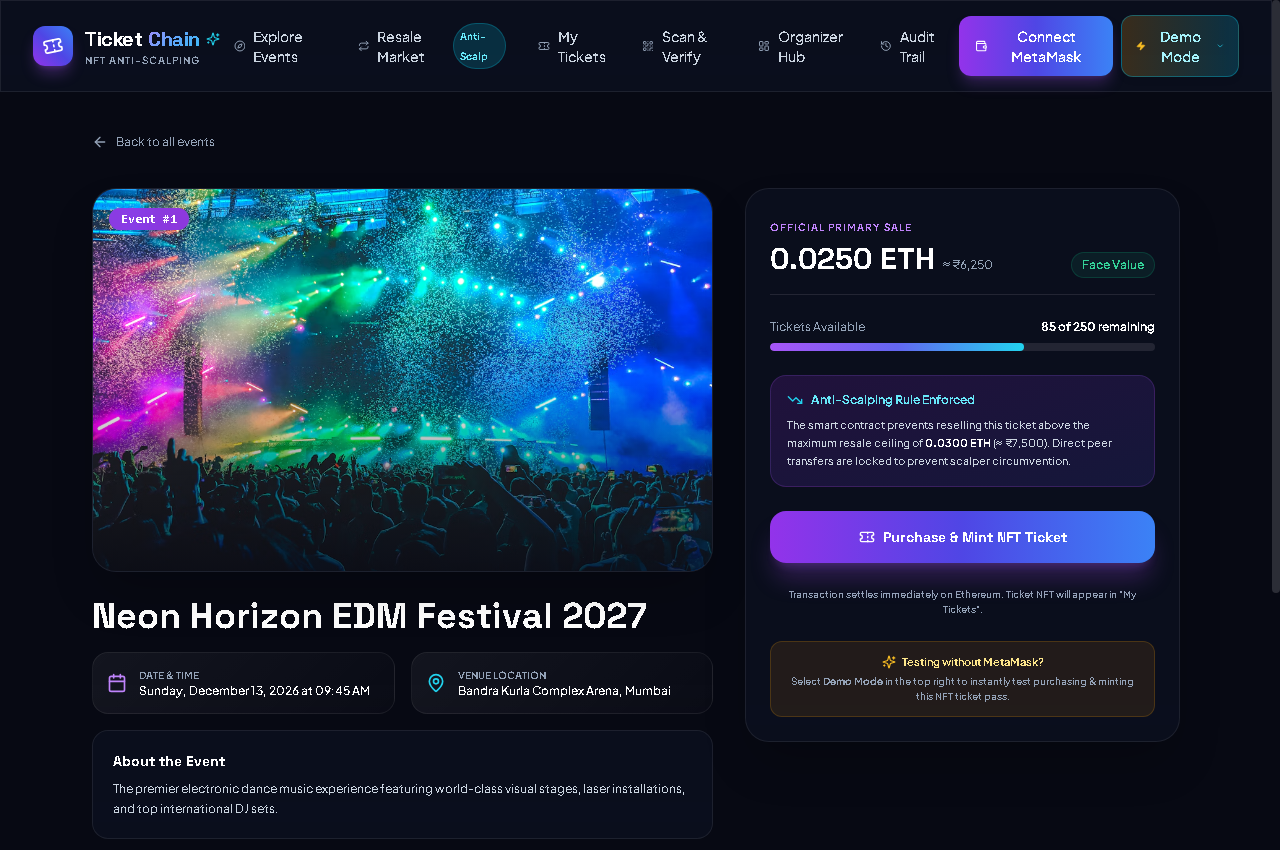 Ticket Chain
NFT ANTI-SCALPING
Explore
Events
Resale
Market
Anti-
Scalp
My
Tickets
Scan &
Verify
Organizer
Hub
Audit
Trail
Connect
MetaMask
Demo
Mode
Back to all events
Event #1
OFFICIAL PRIMARY SALE
0.0250 ETH ≈ ₹6,250
Face Value
Tickets Available
85 of 250 remaining
Anti-Scalping Rule Enforced
The smart contract prevents reselling this ticket above the
maximum resale ceiling of 0.0300 ETH (≈ ₹7,500). Direct peer
transfers are locked to prevent scalper circumvention.
Purchase & Mint NFT Ticket
Transaction settles immediately on Ethereum. Ticket NFT will appear in "My
Tickets".
Testing without MetaMask?
Select Demo Mode in the top right to instantly test purchasing & minting
this NFT ticket pass.
Neon Horizon EDM Festival 2027
DATE & TIME
Sunday, December 13, 2026 at 09:45 AM
VENUE LOCATION
Bandra Kurla Complex Arena, Mumbai
About the Event
The premier electronic dance music experience featuring world-class visual stages, laser installations,
and top international DJ sets.